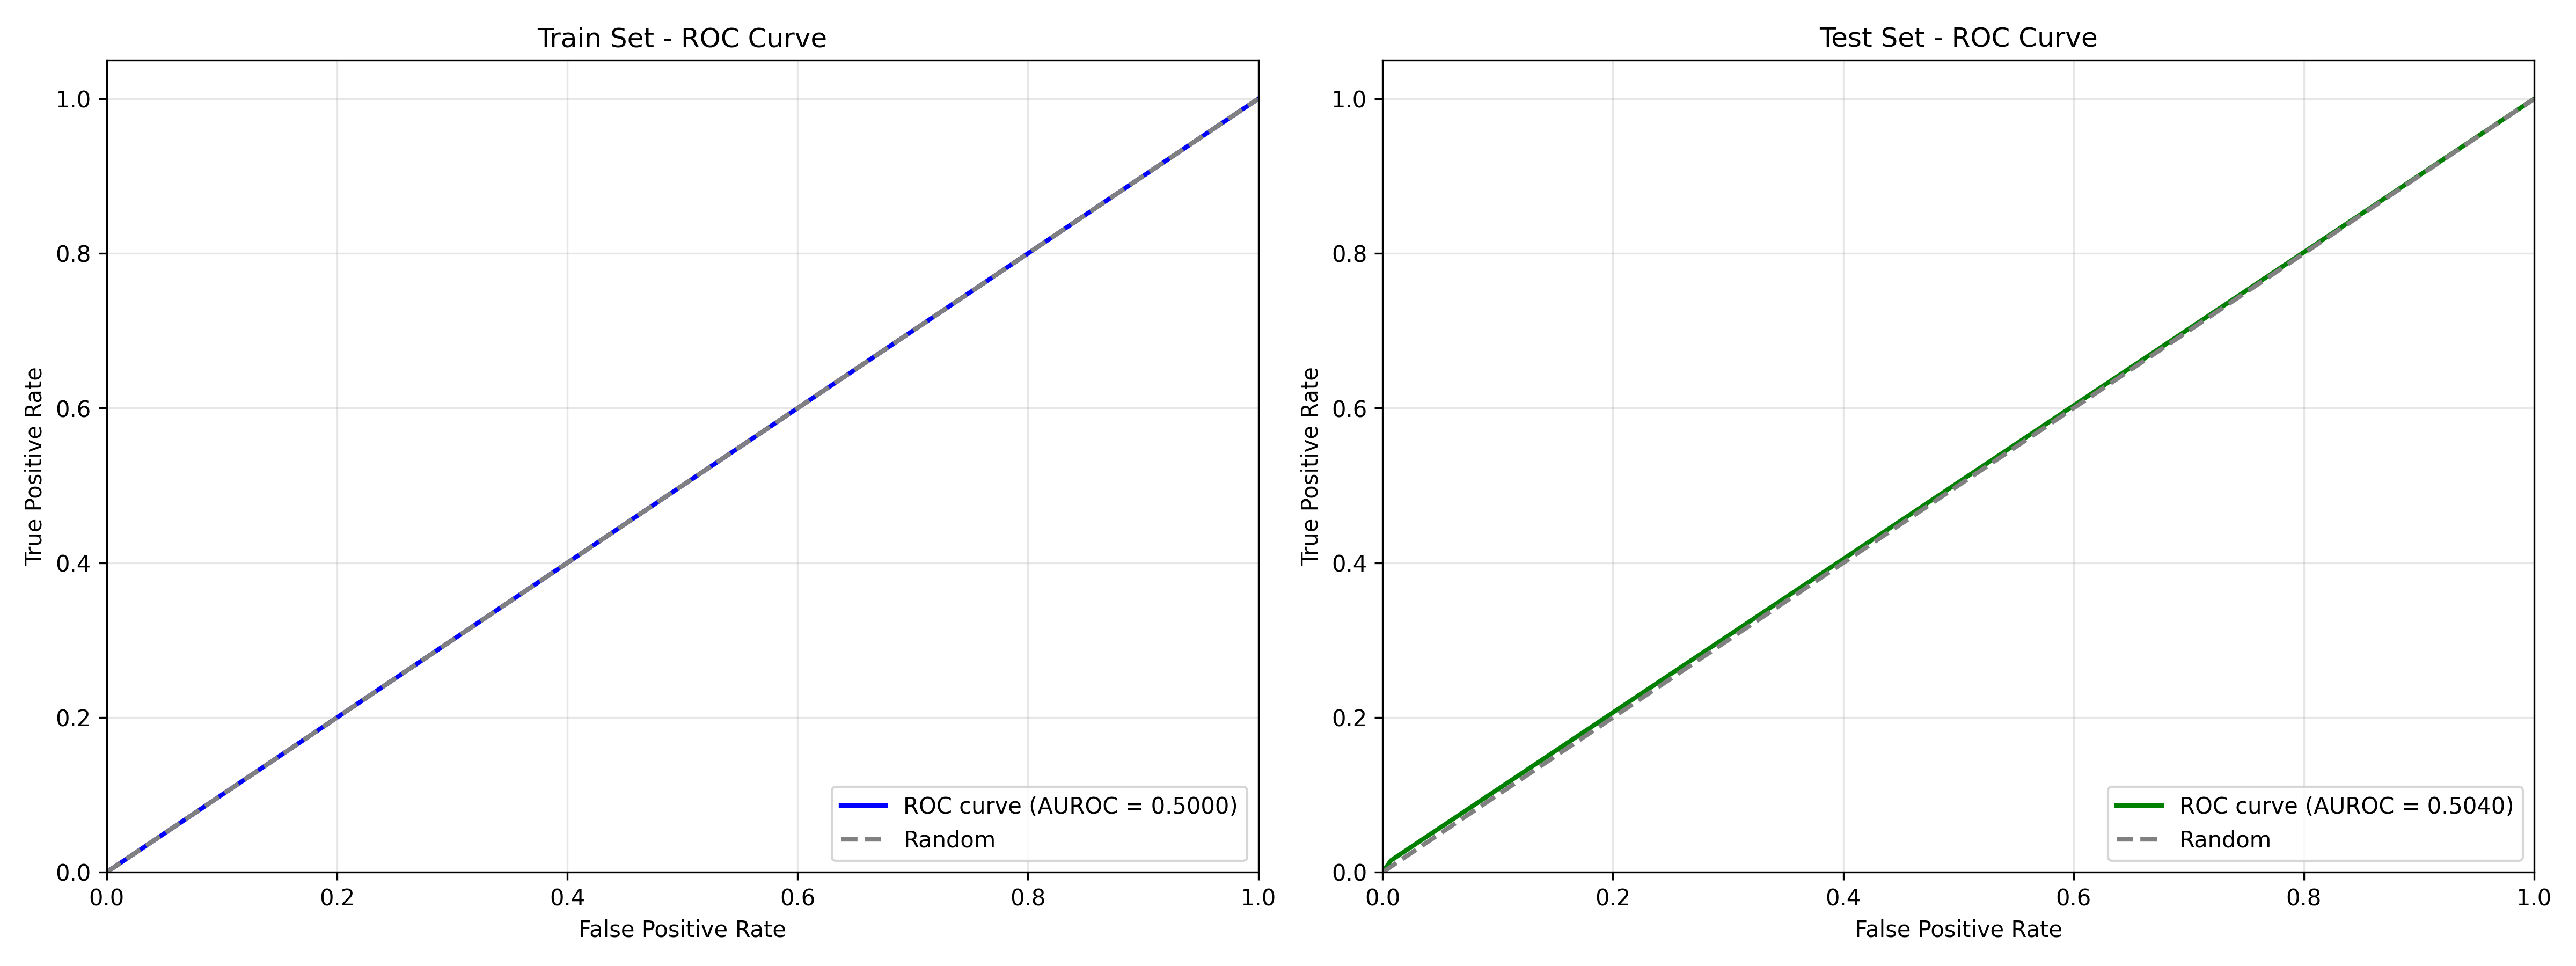 Train Set - ROC Curve
True Positive Rate
1.0
0.8
0.6
0.4
0.2
0.0
0.0 0.2 0.4 0.6 0.8 1.0
False Positive Rate
ROC curve (AUROC = 0.5000)
Random
Test Set - ROC Curve
True Positive Rate
1.0
0.8
0.6
0.4
0.2
0.0
0.0 0.2 0.4 0.6 0.8 1.0
False Positive Rate
ROC curve (AUROC = 0.5040)
Random